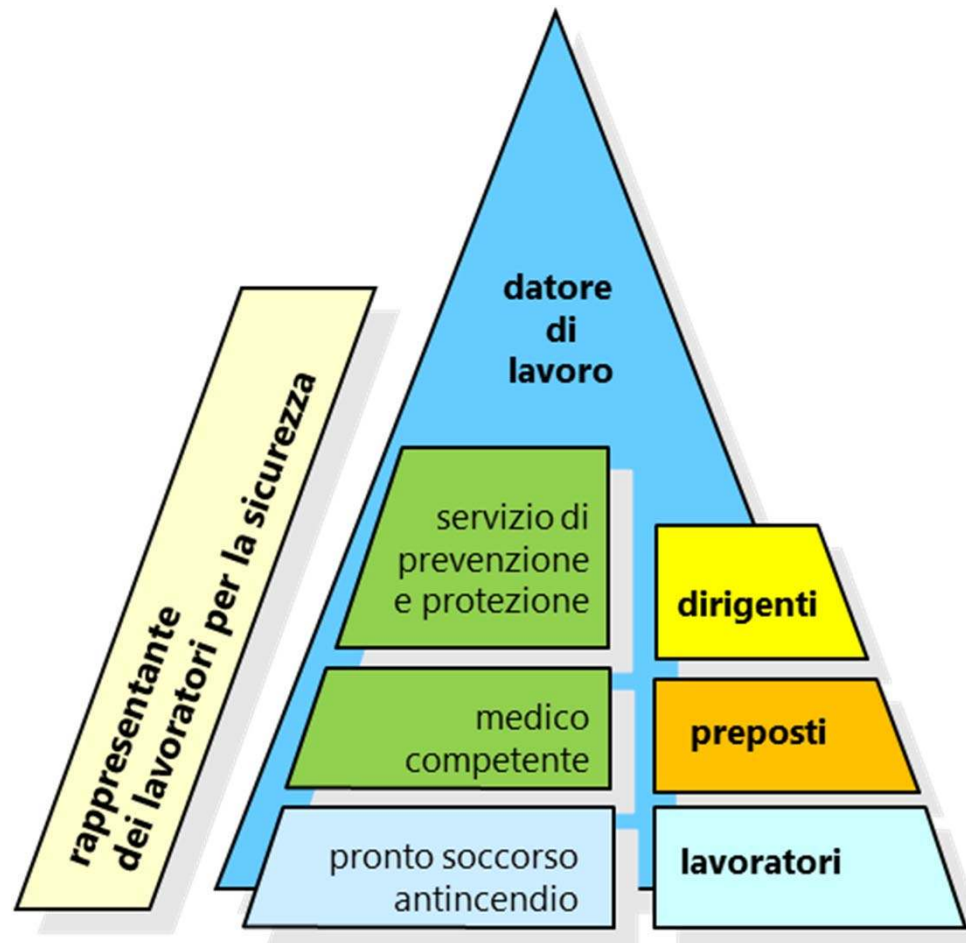 datore
di
lavoro
rappresentante
dei lavoratori per la sicurezza
servizio di
prevenzione
e protezione
dirigenti
medico
competente
preposti
pronto soccorso
antincendio
lavoratori